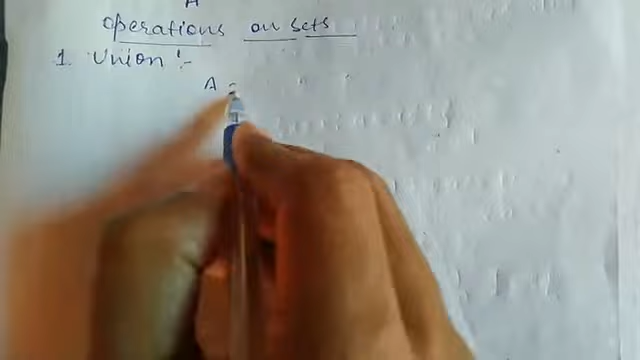 A
operations on sets
1. Union :-
A =